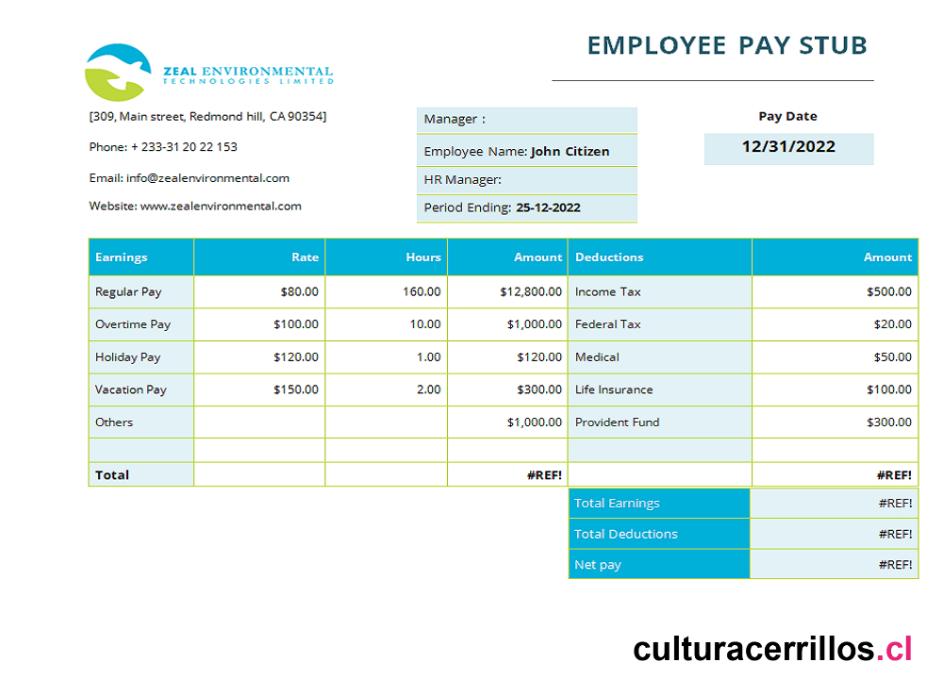 EMPLOYEE PAY STUB
ZEAL ENVIRONMENTAL
TECHNOLOGIES LIMITED
[309, Main street, Redmond hill, CA 90354]
Phone: + 233-31 20 22 153
Email: info@zealenvironmental.com
Website: www.zealenvironmental.com
Manager :
Employee Name: John Citizen
HR Manager:
Period Ending: 25-12-2022
Pay Date
12/31/2022
Earnings Rate Hours Amount Deductions Amount
Regular Pay $80.00 160.00 $12,800.00 Income Tax $500.00
Overtime Pay $100.00 10.00 $1,000.00 Federal Tax $20.00
Holiday Pay $120.00 1.00 $120.00 Medical $50.00
Vacation Pay $150.00 2.00 $300.00 Life Insurance $100.00
Others $1,000.00 Provident Fund $300.00
Total #REF! #REF!
Total Earnings #REF!
Total Deductions #REF!
Net pay #REF!
culturacerrillos.cl